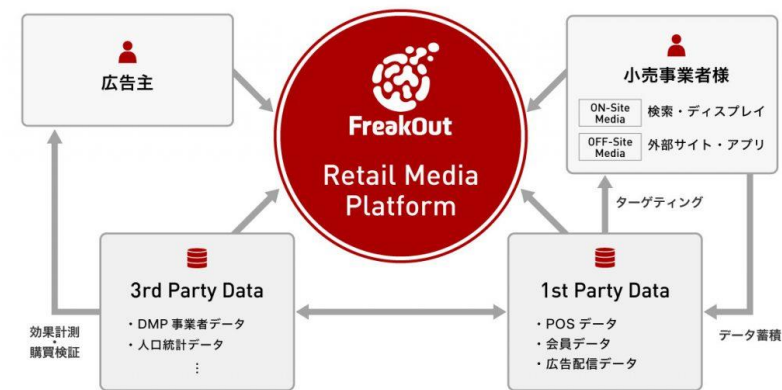 広告主
FreakOut
Retail Media
Platform
小売事業者様
ON-Site
Media
検索・ディスプレイ
OFF-Site
Media
外部サイト・アプリ
ターゲティング
3rd Party Data
・DMP 事業者データ
・人口統計データ
⋮
1st Party Data
・POS データ
・会員データ
・広告配信データ
効果計測
・
購買検証
データ蓄積